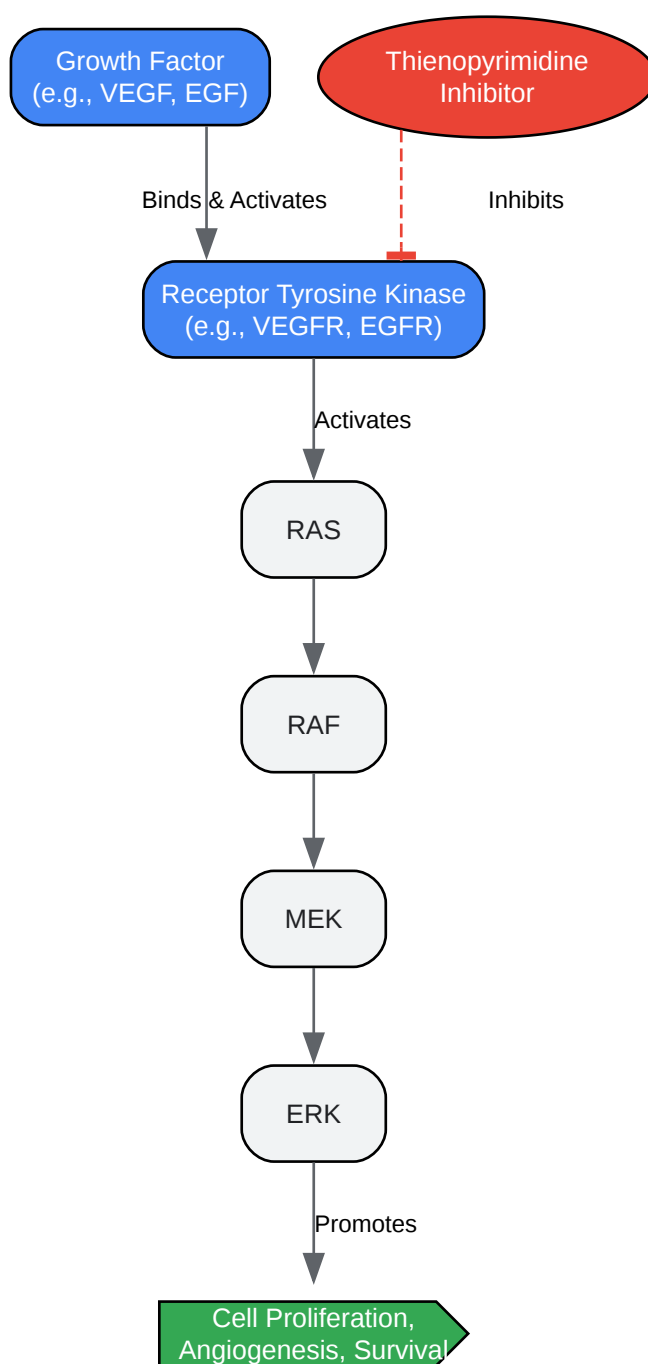 Growth Factor
(e.g., VEGF, EGF)
Thienopyrimidine
Inhibitor
Binds & Activates
Inhibits
Receptor Tyrosine Kinase
(e.g., VEGFR, EGFR)
Activates
RAS
RAF
MEK
ERK
Promotes
Cell Proliferation,
Angiogenesis, Survival